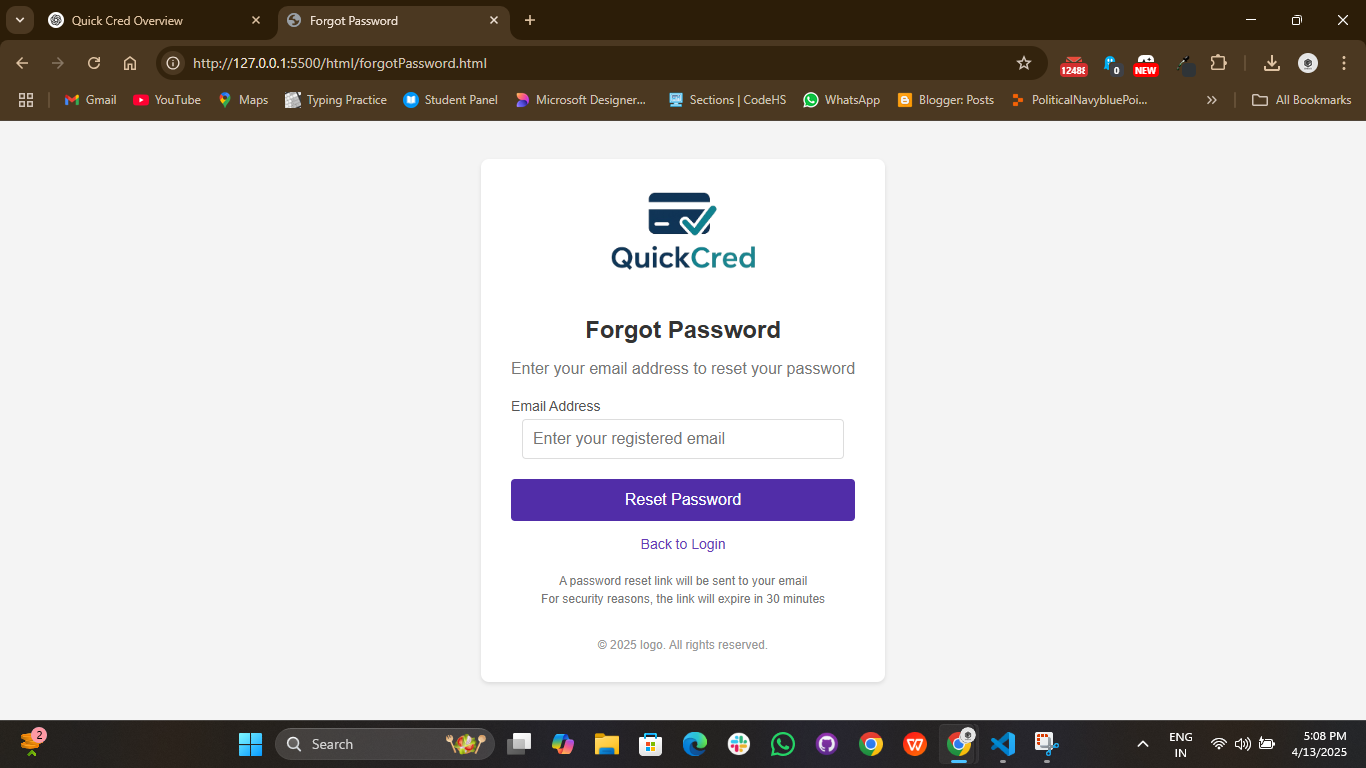 Quick Cred Overview
Forgot Password
http://127.0.0.1:5500/html/forgotPassword.html
12488
0
NEW
Gmail
YouTube
Maps
Typing Practice
Student Panel
Microsoft Designer...
Sections | CodeHS
WhatsApp
Blogger: Posts
PoliticalNavybluePoi...
All Bookmarks
QuickCred
Forgot Password
Enter your email address to reset your password
Email Address
Enter your registered email
Reset Password
Back to Login
A password reset link will be sent to your email
For security reasons, the link will expire in 30 minutes
© 2025 logo. All rights reserved.
2
Search
ENG
IN
5:08 PM
4/13/2025